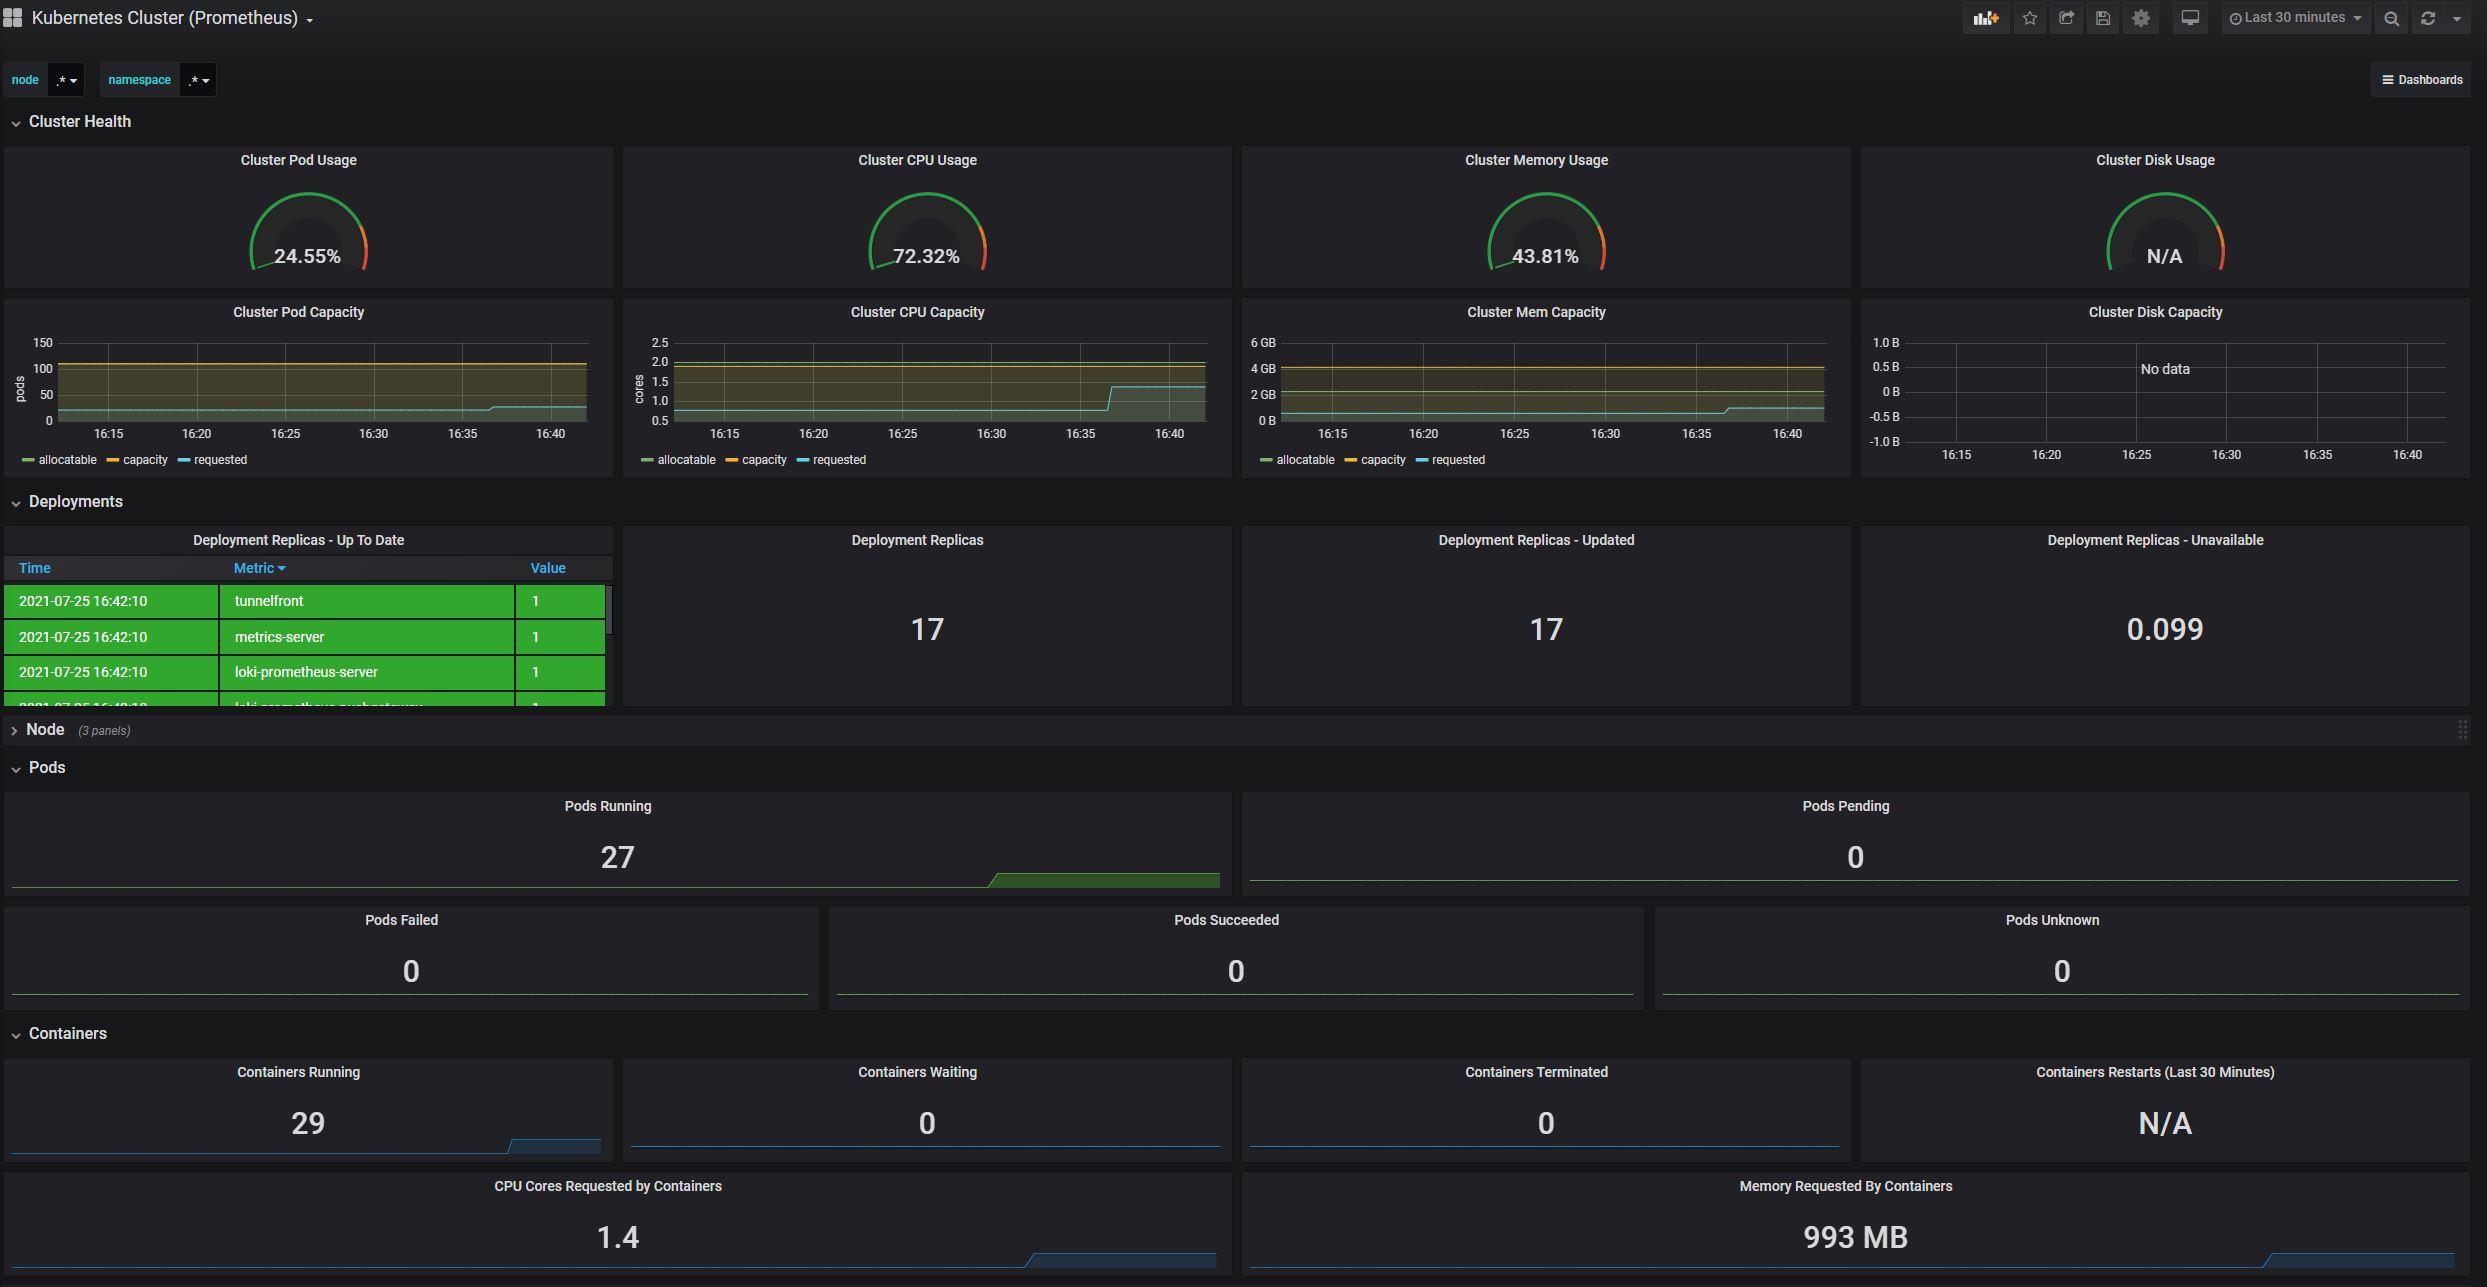 Kubernetes Cluster (Prometheus)
Last 30 minutes
node .* namespace .*
Dashboards
Cluster Health
Cluster Pod Usage
24.55%
Cluster CPU Usage
72.32%
Cluster Memory Usage
43.81%
Cluster Disk Usage
N/A
Cluster Pod Capacity
150
100
50
0
pods
16:15 16:20 16:25 16:30 16:35 16:40
allocatable capacity requested
Cluster CPU Capacity
2.5
2.0
1.5
1.0
0.5
cores
16:15 16:20 16:25 16:30 16:35 16:40
allocatable capacity requested
Cluster Mem Capacity
6 GB
4 GB
2 GB
0 B
16:15 16:20 16:25 16:30 16:35 16:40
allocatable capacity requested
Cluster Disk Capacity
1.0 B
0.5 B
0 B
-0.5 B
-1.0 B
No data
16:15 16:20 16:25 16:30 16:35 16:40
Deployments
Deployment Replicas - Up To Date
Time Metric Value
2021-07-25 16:42:10 tunnelfront 1
2021-07-25 16:42:10 metrics-server 1
2021-07-25 16:42:10 loki-prometheus-server 1
Deployment Replicas
17
Deployment Replicas - Updated
17
Deployment Replicas - Unavailable
0.099
Node (3 panels)
Pods
Pods Running
27
Pods Pending
0
Pods Failed
0
Pods Succeeded
0
Pods Unknown
0
Containers
Containers Running
29
Containers Waiting
0
Containers Terminated
0
Containers Restarts (Last 30 Minutes)
N/A
CPU Cores Requested by Containers
1.4
Memory Requested By Containers
993 MB